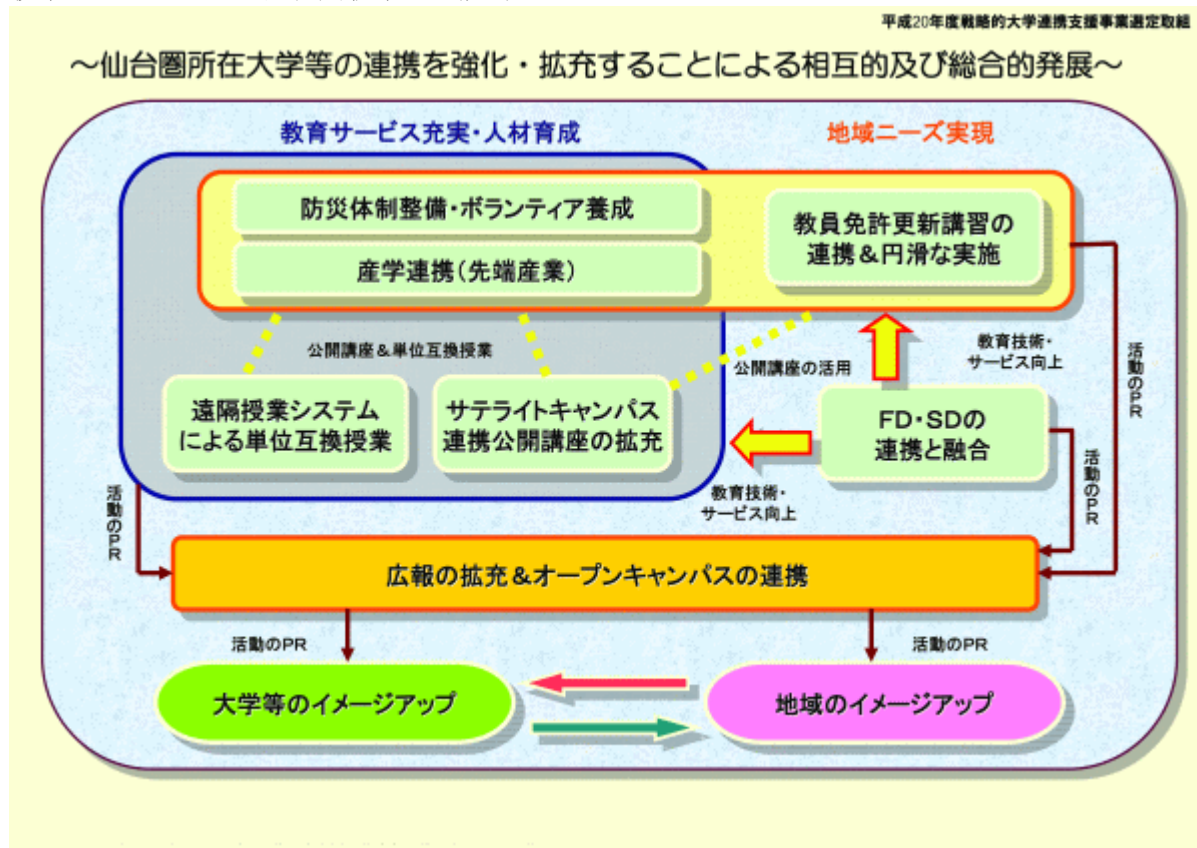 平成20年度戦略的大学連携支援事業選定取組
～仙台圏所在大学等の連携を強化・拡充することによる相互的及び総合的発展～
教育サービス充実・人材育成
地域ニーズ実現
防災体制整備・ボランティア養成
産学連携(先端産業)
教員免許更新講習の
連携＆円滑な実施
公開講座＆単位互換授業
公開講座の活用
教育技術・
サービス向上
活動のPR
遠隔授業システム
による単位互換授業
サテライトキャンパス
連携公開講座の拡充
FD・SDの
連携と融合
教育技術・
サービス向上
活動のPR
活動のPR
広報の拡充＆オープンキャンパスの連携
活動のPR
活動のPR
大学等のイメージアップ
地域のイメージアップ